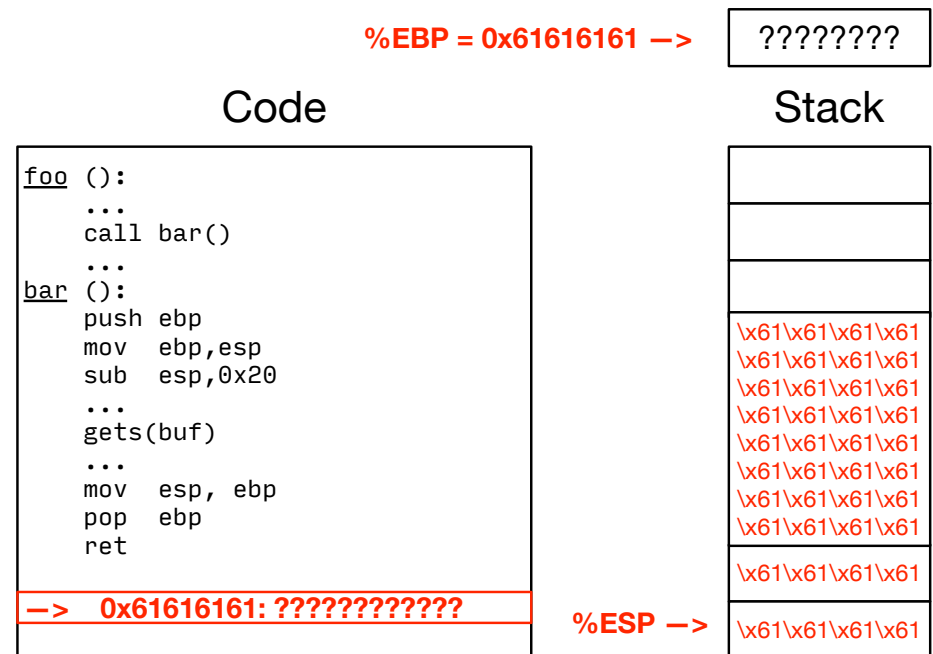 %EBP = 0x61616161 —> ????????
Code
Stack
foo ():
...
call bar()
...
bar ():
push ebp
mov ebp,esp
sub esp,0x20
...
gets(buf)
...
mov esp, ebp
pop ebp
ret
—> 0x61616161: ????????????
\x61\x61\x61\x61
\x61\x61\x61\x61
\x61\x61\x61\x61
\x61\x61\x61\x61
\x61\x61\x61\x61
\x61\x61\x61\x61
\x61\x61\x61\x61
\x61\x61\x61\x61
\x61\x61\x61\x61
%ESP —> \x61\x61\x61\x61